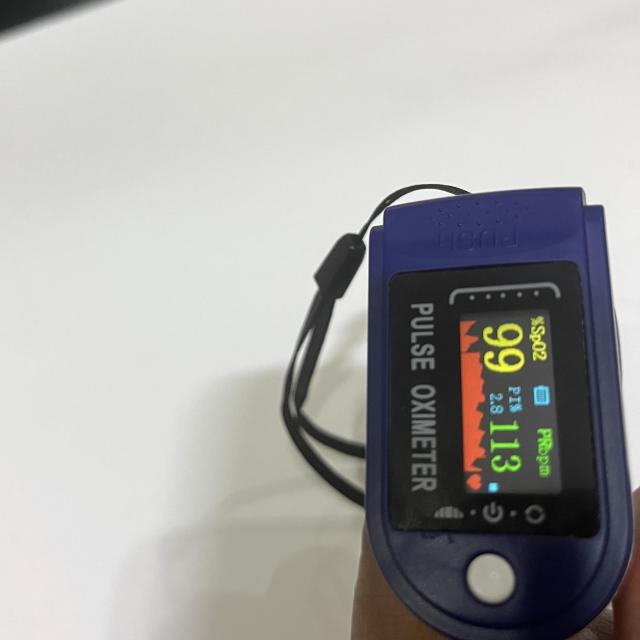 PUSH
%SpO2
PRbpm
99
PI%
2.8
113
PULSE OXIMETER